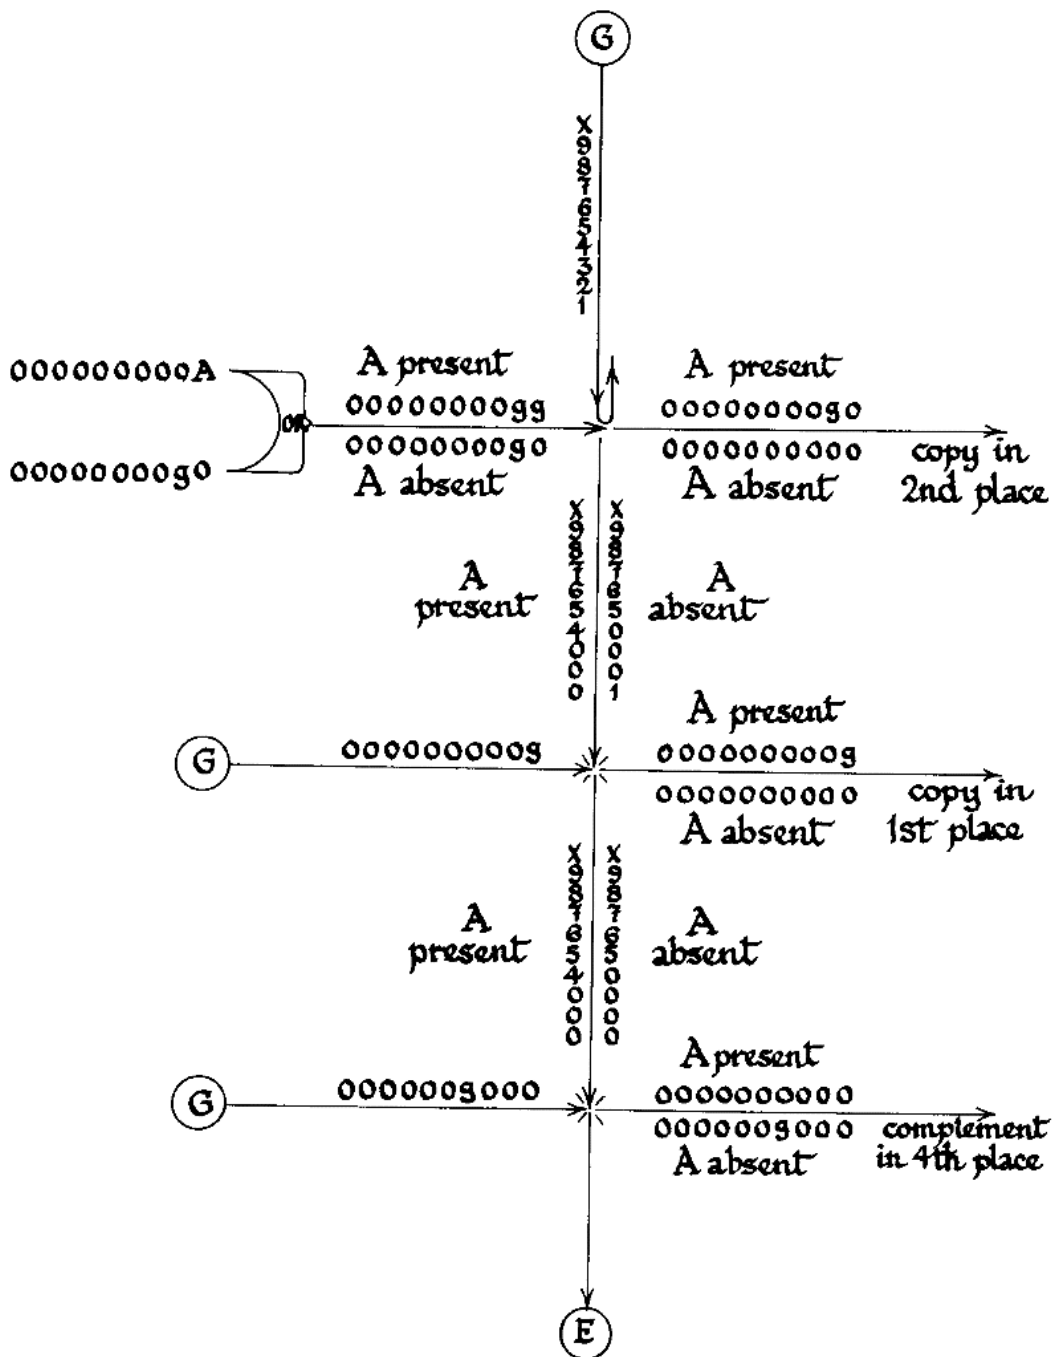 G
X
9
8
7
6
5
4
3
2
1
000000000A
00000000g0
OR
A present
00000000gg
00000000g0
A absent
A present
00000000g0
0000000000
A absent
copy in
2nd place
A
present
X
9
8
7
6
5
4
0
0
0
X
9
8
7
6
5
0
0
0
1
A
absent
G
000000000g
A present
000000000g
0000000000
A absent
copy in
1st place
A
present
X
9
8
7
6
5
4
0
0
0
X
9
8
7
6
5
0
0
0
0
A
absent
G
000000g000
A present
0000000000
000000g000
A absent
complement
in 4th place
E